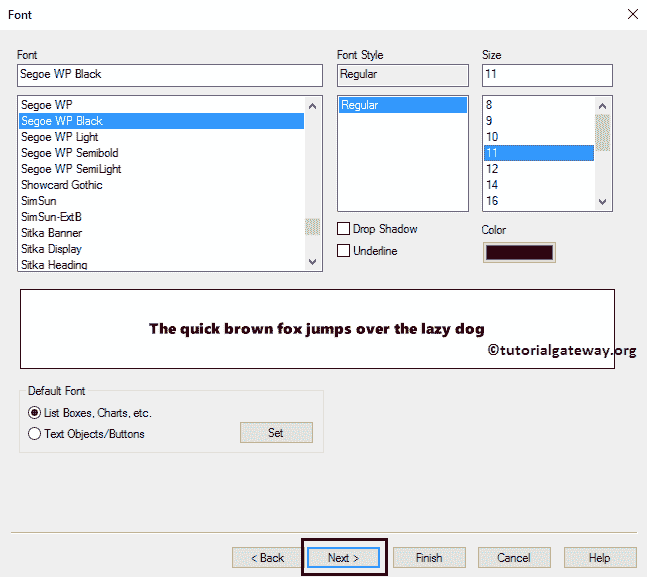 Font
Font
Font Style
Size
Segoe WP Black
Regular
11
Segoe WP
Segoe WP Black
Segoe WP Light
Segoe WP Semibold
Segoe WP SemiLight
Showcard Gothic
SimSun
SimSun-ExtB
Sitka Banner
Sitka Display
Sitka Heading
Regular
8
9
10
11
12
14
16
Drop Shadow
Underline
Color
The quick brown fox jumps over the lazy dog
©tutorialgateway.org
Default Font
List Boxes, Charts, etc.
Text Objects/Buttons
Set
< Back
Next >
Finish
Cancel
Help